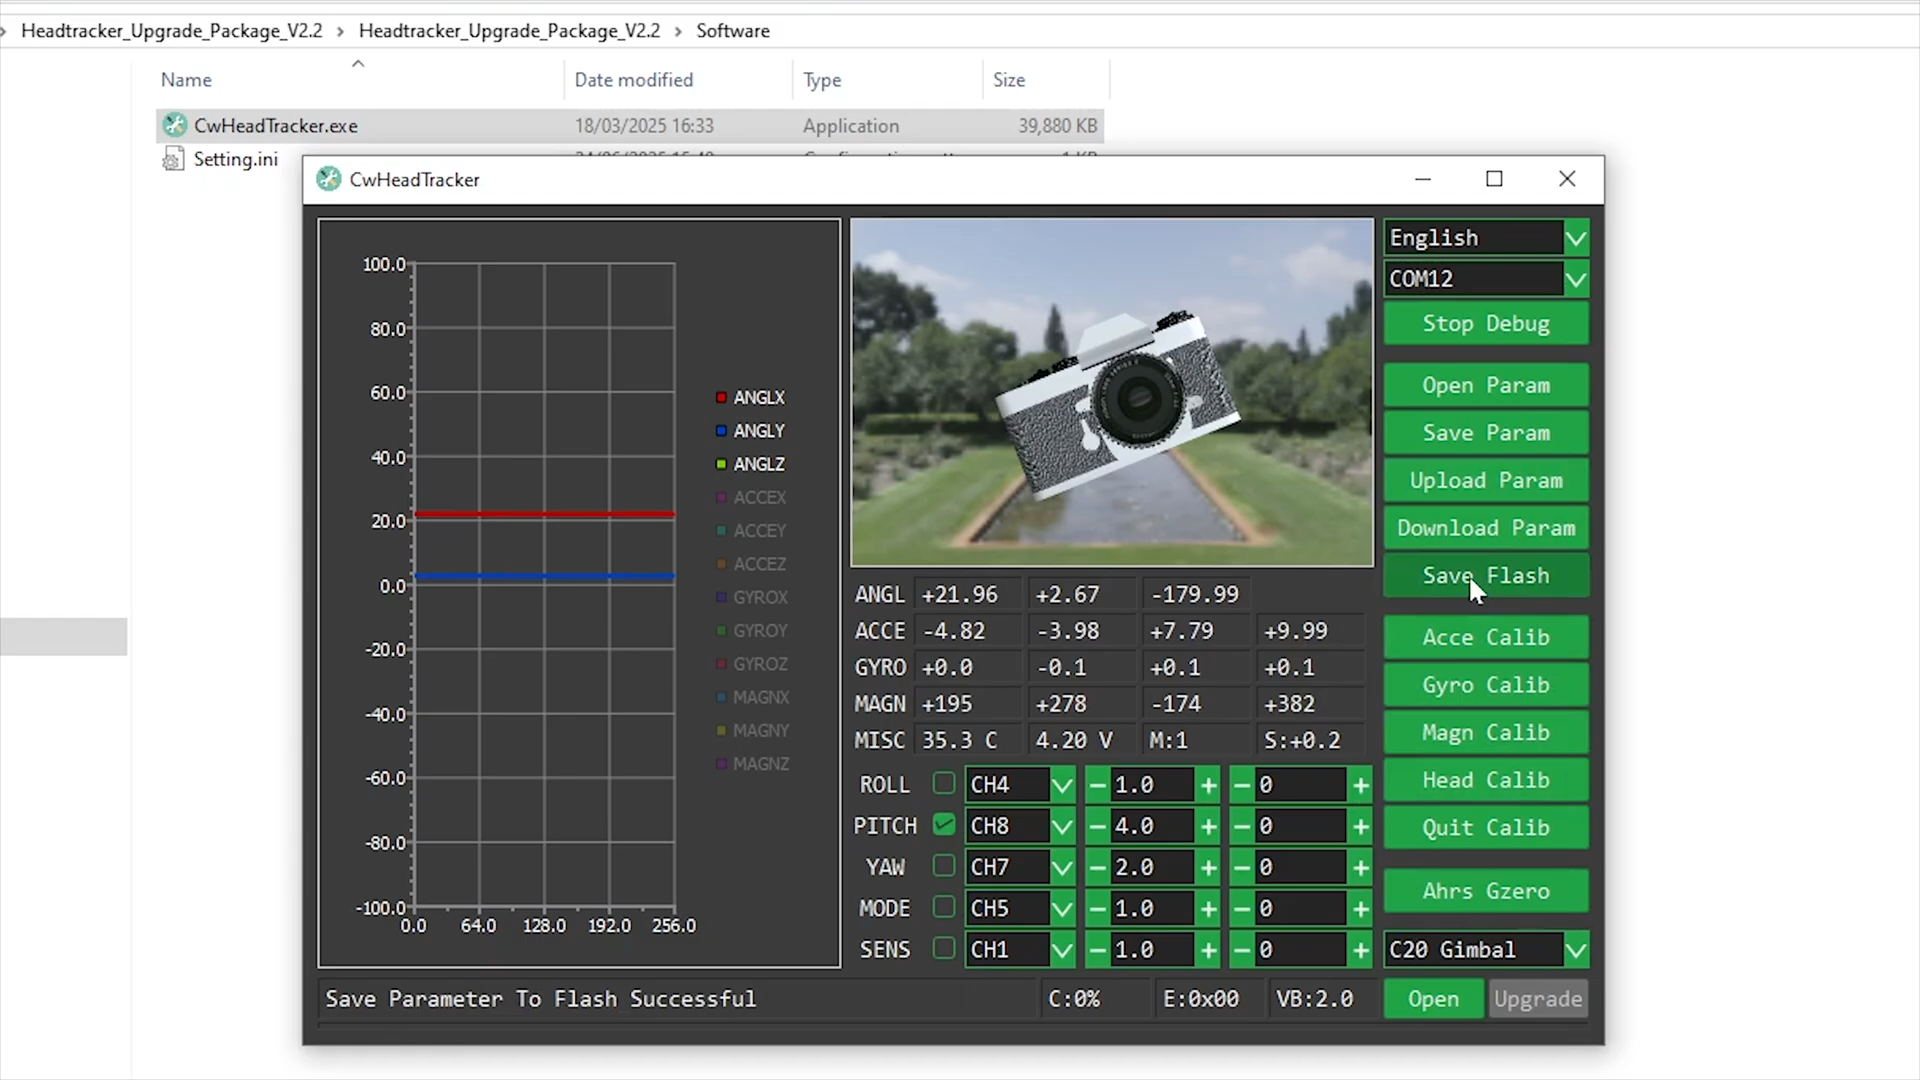 Headtracker_Upgrade_Package_V2.2 > Headtracker_Upgrade_Package_V2.2 > Software
Name Date modified Type Size
CwHeadTracker.exe 18/03/2025 16:33 Application 39,880 KB
Setting.ini
CwHeadTracker
100.0
80.0
60.0
40.0
20.0
0.0
-20.0
-40.0
-60.0
-80.0
-100.0
0.0 64.0 128.0 192.0 256.0
ANGLX
ANGLY
ANGLZ
ACCEX
ACCEY
ACCEZ
GYROX
GYROY
GYROZ
MAGNX
MAGNY
MAGNZ
ANGL +21.96 +2.67 -179.99
ACCE -4.82 -3.98 +7.79 +9.99
GYRO +0.0 -0.1 +0.1 +0.1
MAGN +195 +278 -174 +382
MISC 35.3 C 4.20 V M:1 S:+0.2
ROLL CH4 - 1.0 + - 0 +
PITCH CH8 - 4.0 + - 0 +
YAW CH7 - 2.0 + - 0 +
MODE CH5 - 1.0 + - 0 +
SENS CH1 - 1.0 + - 0 +
English
COM12
Stop Debug
Open Param
Save Param
Upload Param
Download Param
Save Flash
Acce Calib
Gyro Calib
Magn Calib
Head Calib
Quit Calib
Ahrs Gzero
C20 Gimbal
Save Parameter To Flash Successful C:0% E:0x00 VB:2.0 Open Upgrade